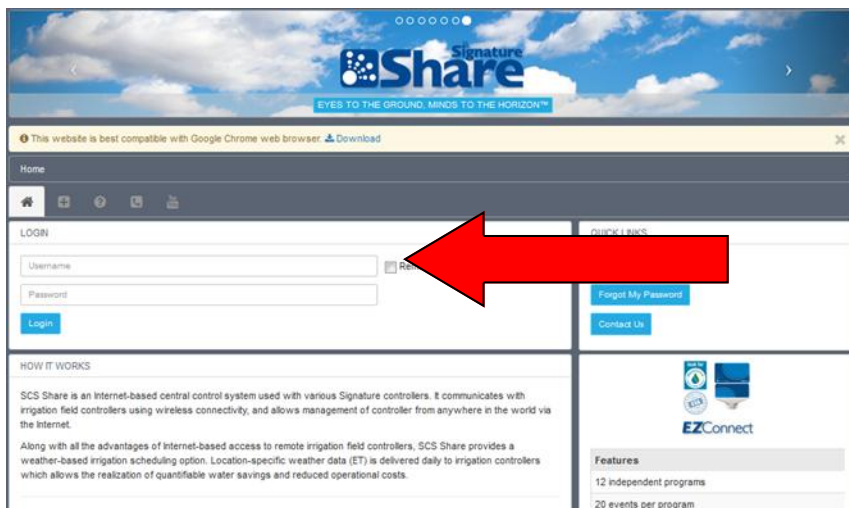 Signature
Share
EYES TO THE GROUND, MINDS TO THE HORIZON™
This website is best compatible with Google Chrome web browser. Download
Home
LOGIN
Username
Password
Login
QUICK LINKS
Forgot My Password
Contact Us
HOW IT WORKS
SCS Share is an Internet-based central control system used with various Signature controllers. It communicates with
irrigation field controllers using wireless connectivity, and allows management of controller from anywhere in the world via
the Internet.
Along with all the advantages of Internet-based access to remote irrigation field controllers, SCS Share provides a
weather-based irrigation scheduling option. Location-specific weather data (ET) is delivered daily to irrigation controllers
which allows the realization of quantifiable water savings and reduced operational costs.
EZConnect
Features
12 independent programs
20 events per program